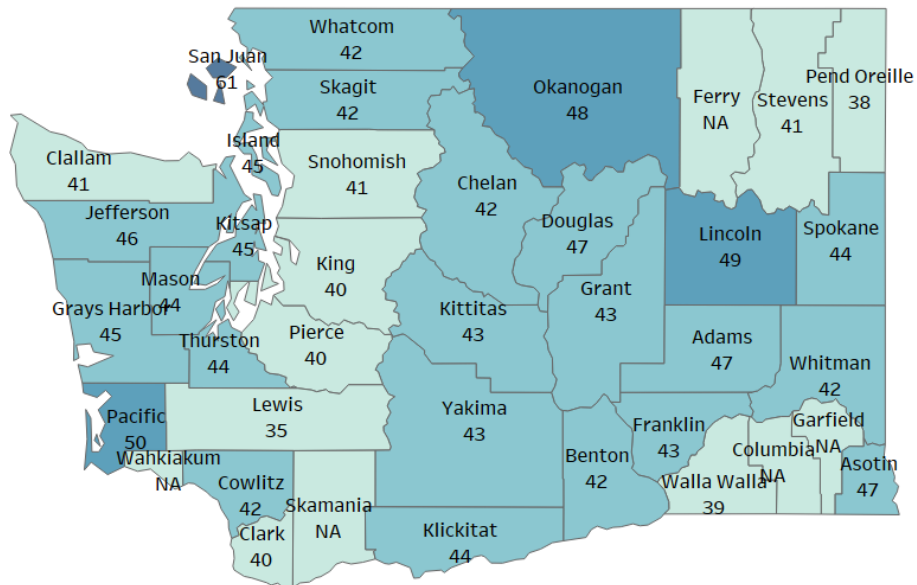 Whatcom
42
San Juan
61
Skagit
42
Okanogan
48
Ferry
NA
Stevens
41
Pend Oreille
38
Island
45
Clallam
41
Snohomish
41
Chelan
42
Jefferson
46
Kitsap
45
Douglas
47
Lincoln
49
Spokane
44
King
40
Mason
44
Grant
43
Grays Harbor
45
Kittitas
43
Thurston
44
Pierce
40
Adams
47
Whitman
42
Pacific
50
Lewis
35
Yakima
43
Franklin
43
Garfield
NA
Wahkiakum
NA
Cowlitz
42
Skamania
NA
Benton
42
Walla Walla
39
Columbia
NA
Asotin
47
Clark
40
Klickitat
44